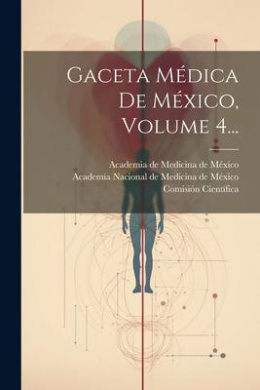 Gaceta Médica
De México,
Volume 4...
Academia de Medicina de México
Academia Nacional de Medicina de México
Comisión Científica